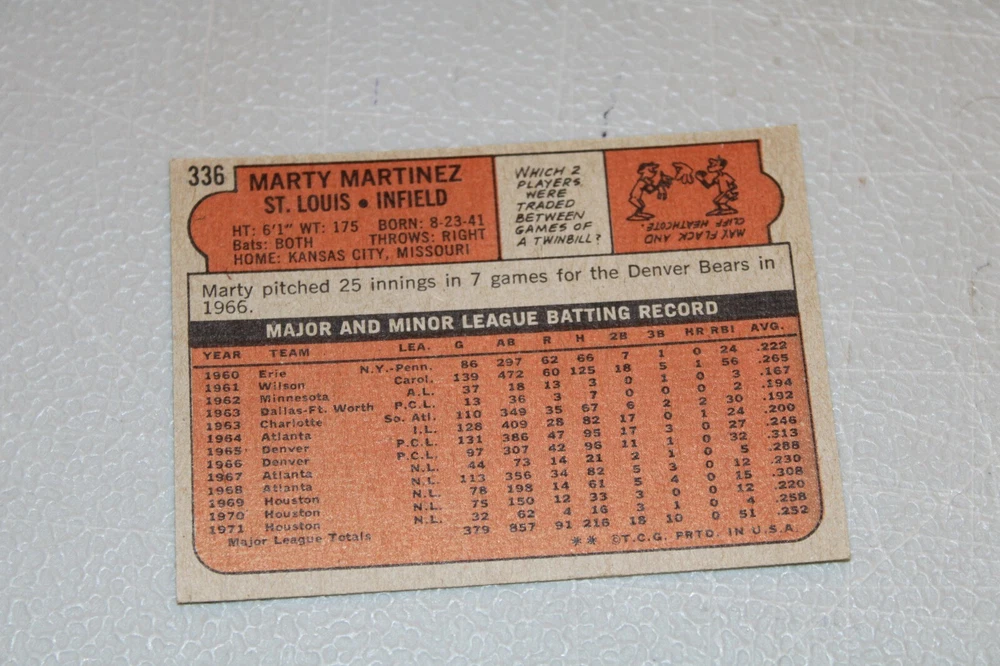 336
MARTY MARTINEZ
ST. LOUIS • INFIELD
HT: 6'1" WT: 175 BORN: 8-23-41
Bats: BOTH THROWS: RIGHT
HOME: KANSAS CITY, MISSOURI
WHICH 2
PLAYERS
WERE
TRADED
BETWEEN
GAMES OF
A TWINBILL?
MAX FLACK AND
CLIFF HEATHCOTE.
Marty pitched 25 innings in 7 games for the Denver Bears in
1966.
MAJOR AND MINOR LEAGUE BATTING RECORD
YEAR TEAM LEA. G AB R H 2B 3B HR RBI AVG.
1960 Erie N.Y.-Penn. 86 297 62 66 7 1 0 24 .222
1961 Wilson Carol. 139 472 60 125 18 5 1 56 .265
1962 Minnesota A.L. 37 18 13 3 0 1 0 3 .167
1963 Dallas-Ft. Worth P.C.L. 13 36 3 7 0 0 0 2 .194
1963 Charlotte So. Atl. 110 349 35 67 6 2 2 30 .192
1964 Atlanta I.L. 128 409 28 82 17 0 1 24 .200
1965 Denver P.C.L. 131 386 47 95 17 3 0 27 .246
1966 Denver P.C.L. 97 307 42 96 11 1 0 32 .313
1967 Atlanta N.L. 44 73 14 21 2 1 0 5 .288
1968 Atlanta N.L. 113 356 34 82 5 3 0 12 .230
1969 Houston N.L. 78 198 14 61 5 4 0 15 .308
1970 Houston N.L. 75 150 12 33 3 0 0 12 .220
1971 Houston N.L. 32 62 4 16 3 1 0 4 .258
Major League Totals 379 857 91 216 18 10 0 51 .252
** ©T.C.G. PRTD. IN U.S.A